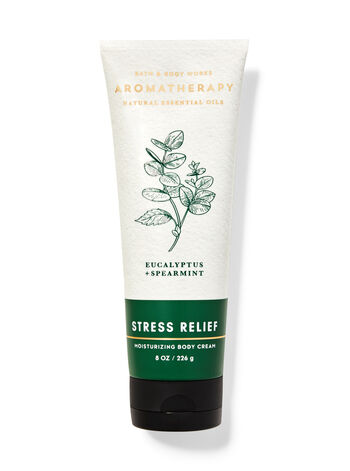 BATH & BODY WORKS
AROMATHERAPY
NATURAL ESSENTIAL OILS
EUCALYPTUS
+SPEARMINT
STRESS RELIEF
MOISTURIZING BODY CREAM
8 OZ / 226 g